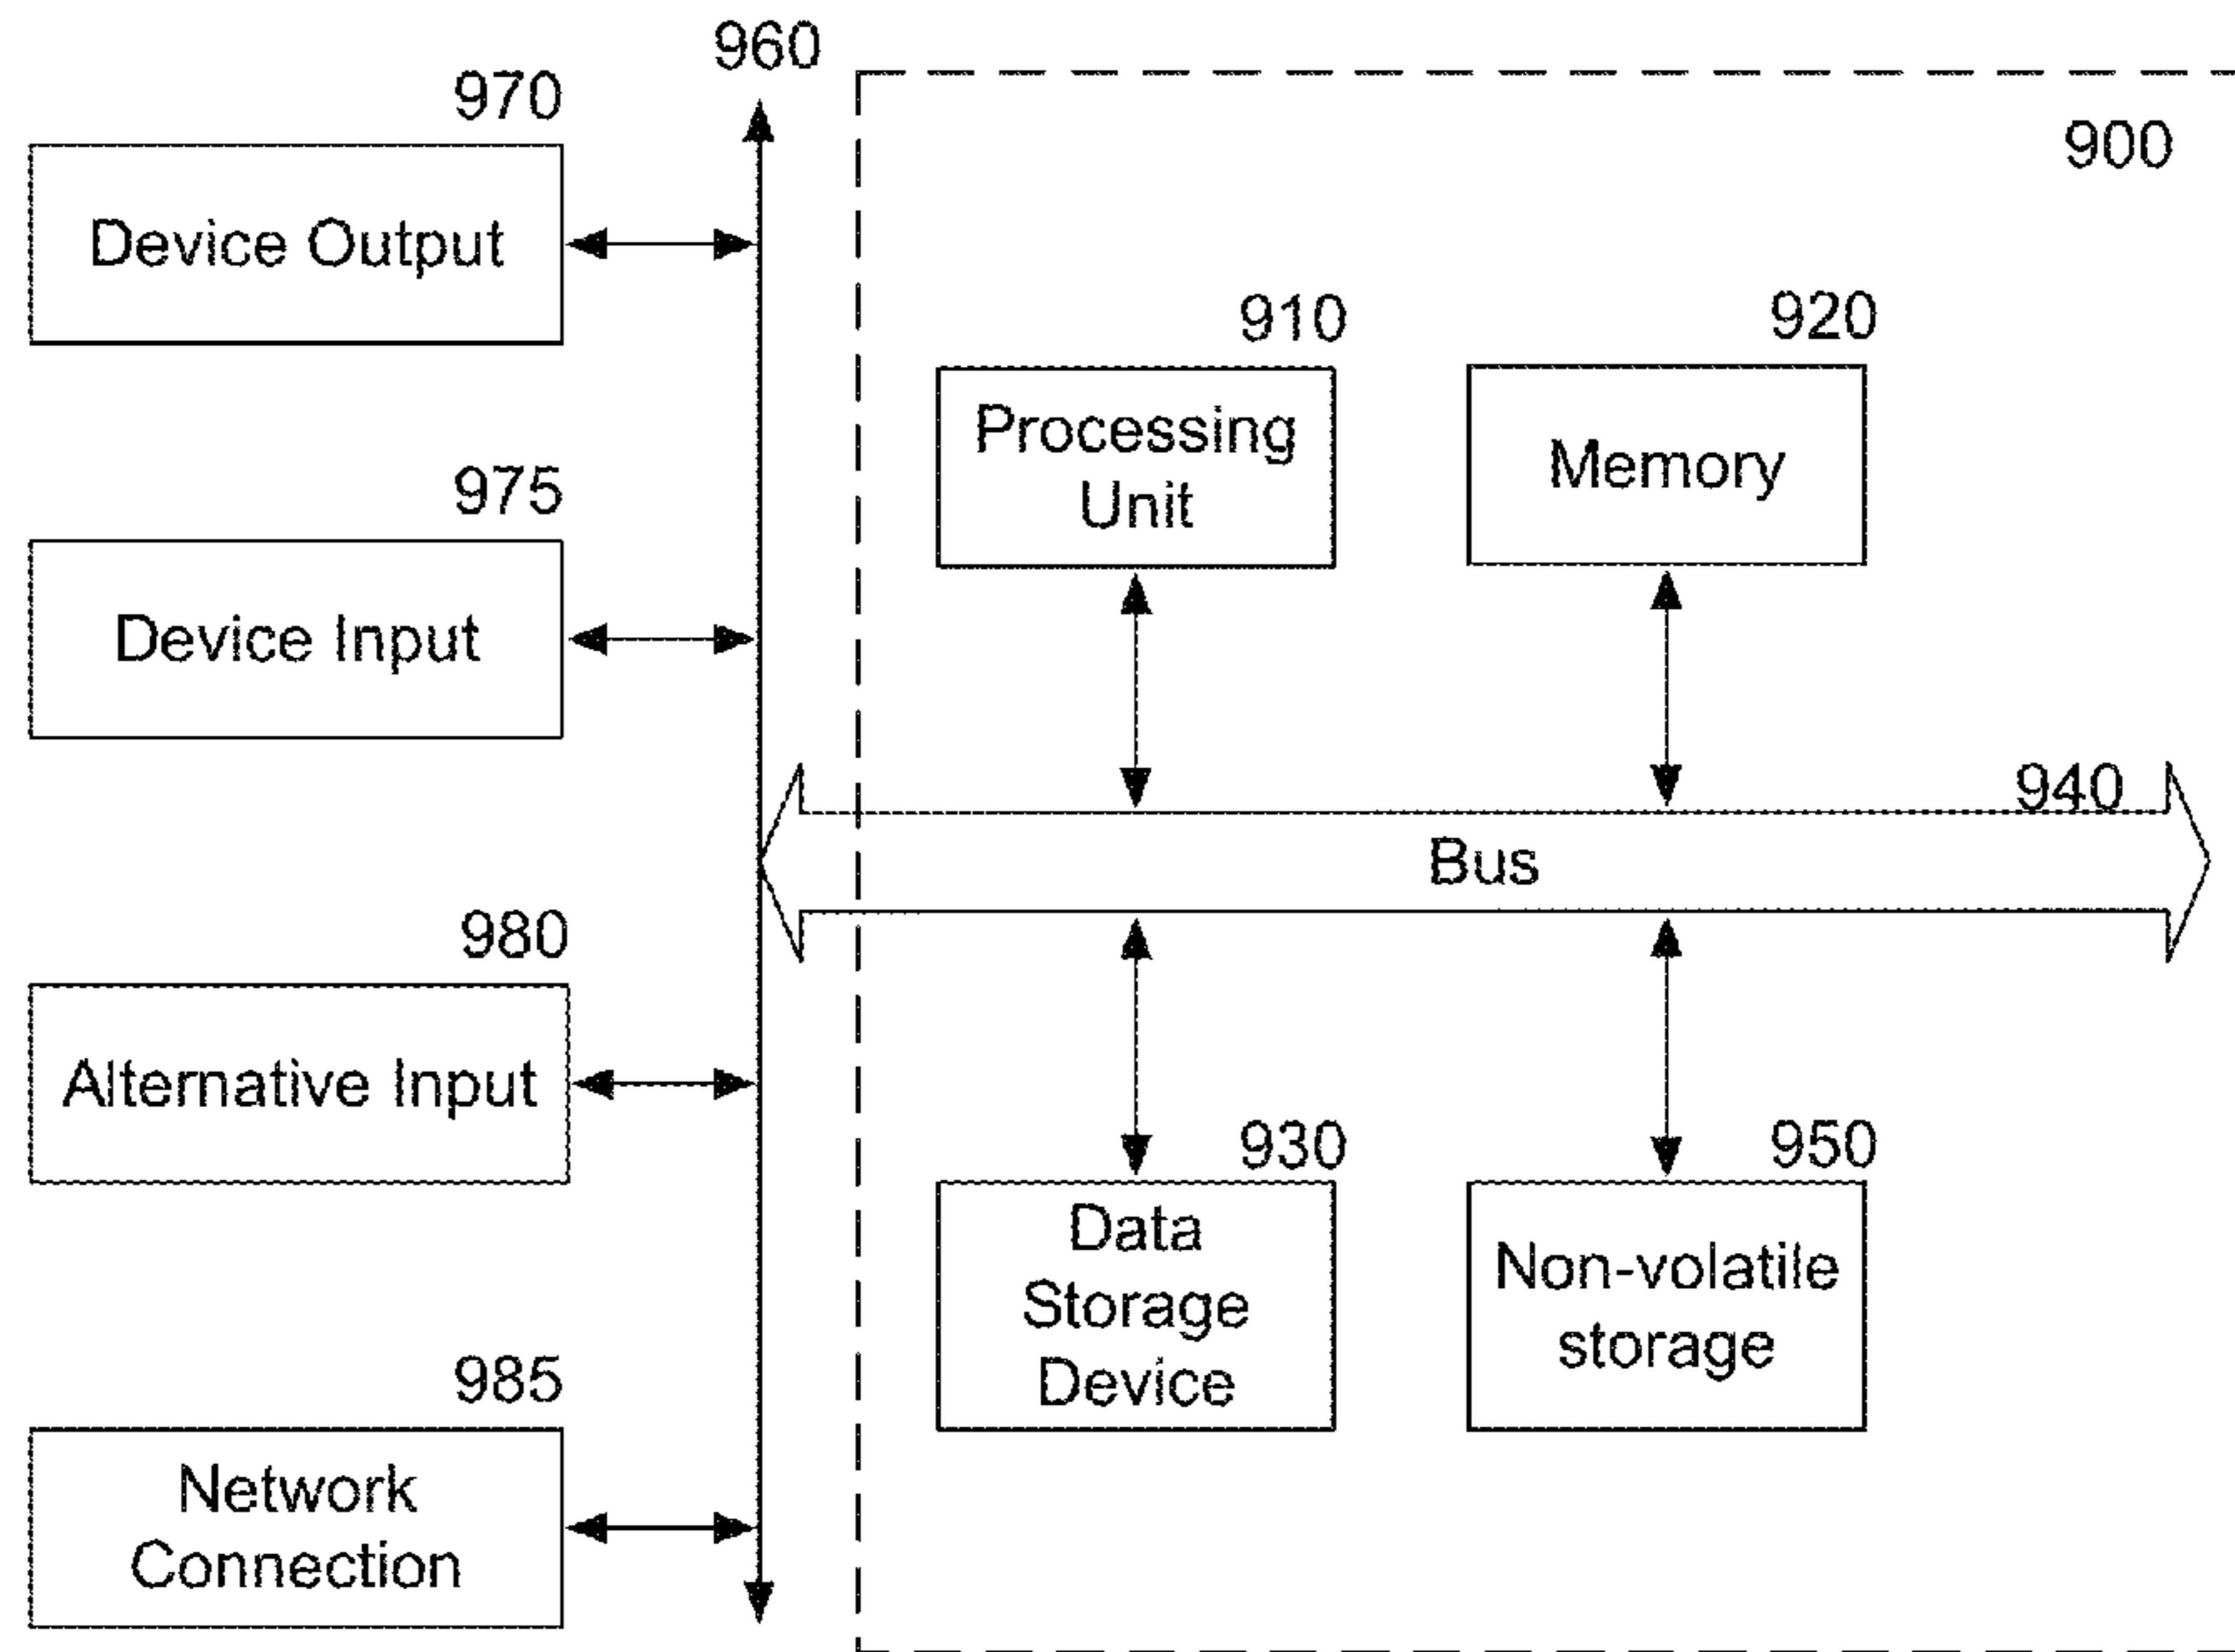 960
970
900
Device Output
910
920
Processing
Unit
Memory
975
Device Input
940
Bus
980
Alternative Input
930
950
Data
Storage
Device
Non-volatile
storage
985
Network
Connection